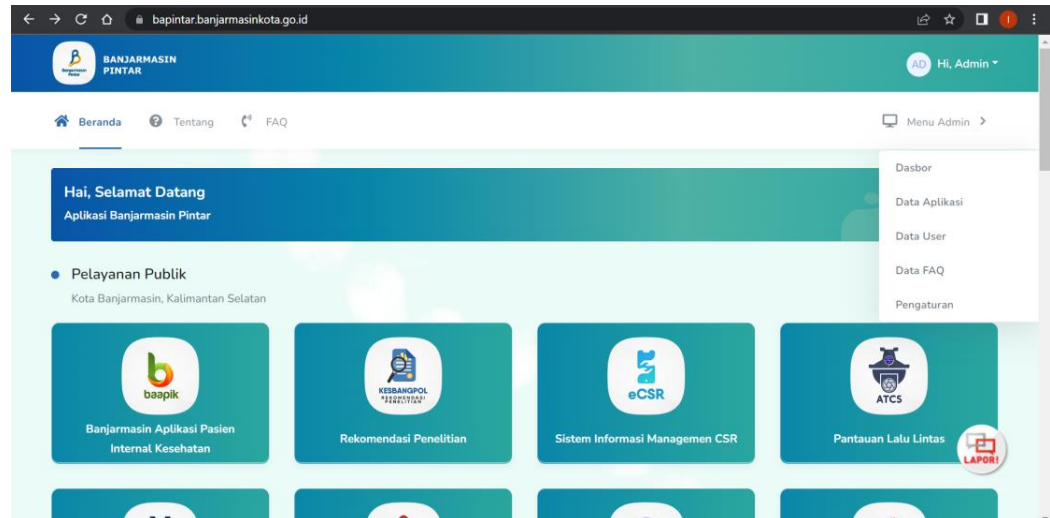 bapintar.banjarmasinkota.go.id
BANJARMASIN
PINTAR
AD Hi, Admin
Beranda Tentang FAQ Menu Admin
Dasbor
Data Aplikasi
Data User
Data FAQ
Pengaturan
Hai, Selamat Datang
Aplikasi Banjarmasin Pintar
Pelayanan Publik
Kota Banjarmasin, Kalimantan Selatan
baapik
Banjarmasin Aplikasi Pasien
Internal Kesehatan
KESBANGPOL
REKOMENDASI
PENELITIAN
Rekomendasi Penelitian
eCSR
Sistem Informasi Managemen CSR
ATCS
Pantauan Lalu Lintas
LAPOR!